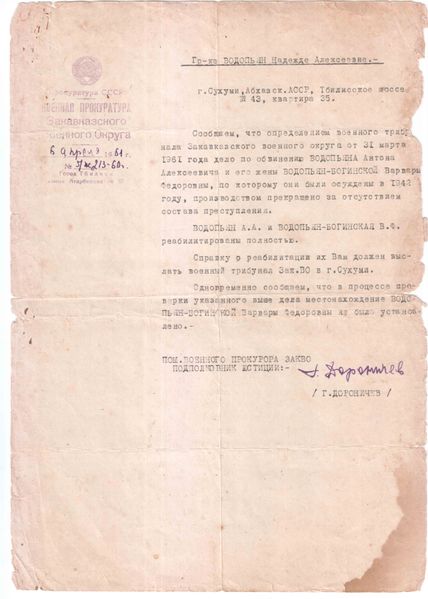 Гр-ке ВОДОПЬЯН Надежде Алексеевне.-
г.Сухуми,Абхазск.АССР, Тбилисское шоссе
№ 43, квартира 35.
Прокуратура СССР
ВОЕННАЯ ПРОКУРАТУРА
Закавказского
Военного Округа
6 апреля 1961 г.
Город Тбилиси
Сообщаем, что определением военного трибу-
нала Закавказского военного округа от 31 марта
1961 года дело по обвинению ВОДОПЬЯНА Антона
Алексеевича и его жены ВОДОПЬЯН-БОГИНСКОЙ Варвары
Федоровны, по которому они были осуждены в 1942
году, производством прекращено за отсутствием
состава преступления.
ВОДОПЬЯН А.А. и ВОДОПЬЯН-БОГИНСКАЯ В.Ф.
реабилитированы полностью.
Справку о реабилитации их Вам должен выс-
лать военный трибунал Зак.ВО в г.Сухуми.
Одновременно сообщаем, что в процессе про-
верки указанного выше дела местонахождение ВОДО-
ПЬЯН-БОГИНСКОЙ Варвары Федоровны не было установ-
лено.-
ПОМ.ВОЕННОГО ПРОКУРОРА ЗАКВО
ПОДПОЛКОВНИК ЮСТИЦИИ:-
Г. Дороничев
/ Г.ДОРОНИЧЕВ /